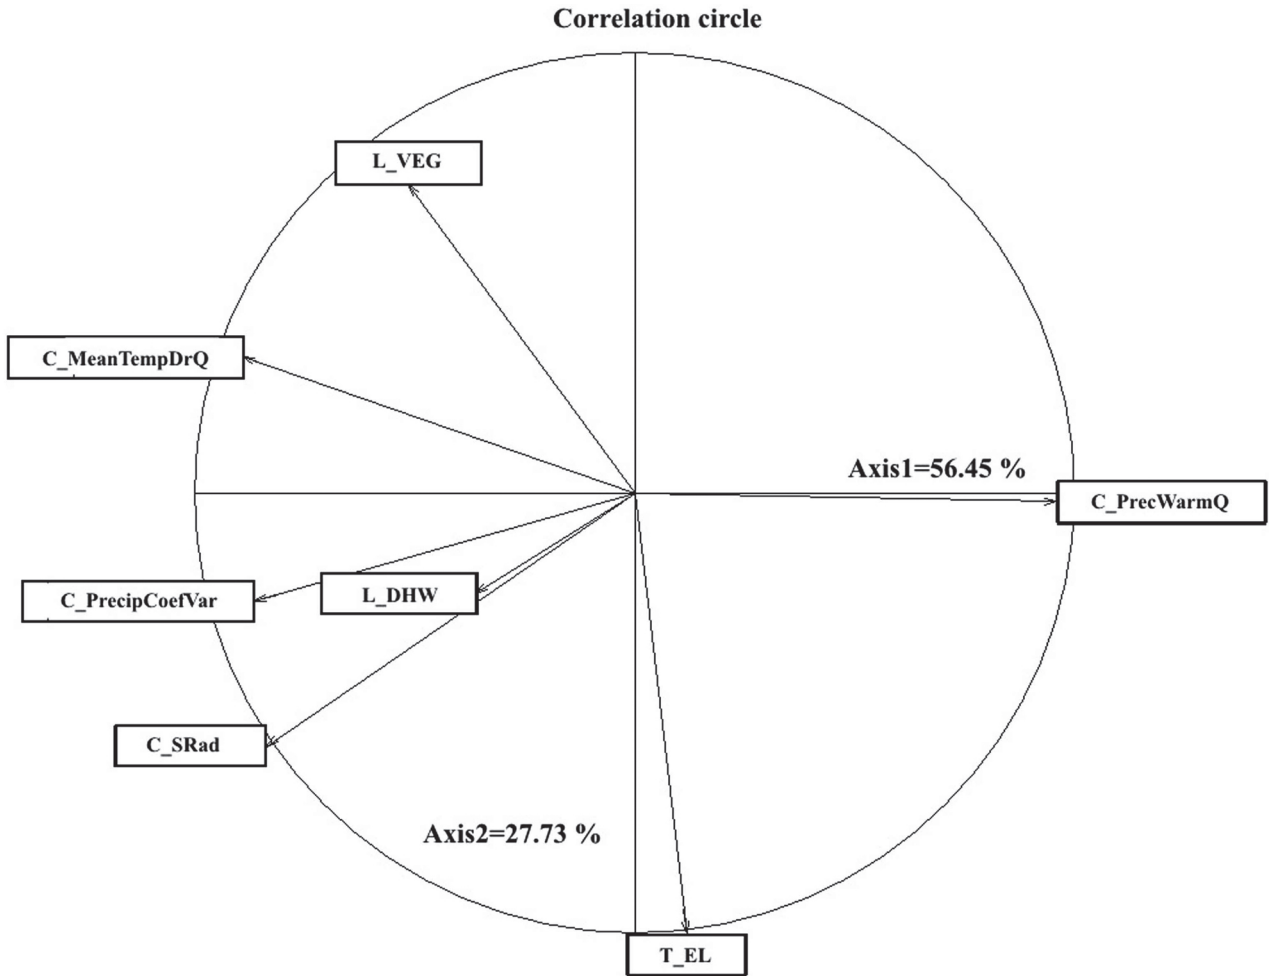 Correlation circle
L_VEG
C_MeanTempDrQ
Axis1=56.45 %
C_PrecWarmQ
C_PrecipCoefVar
L_DHW
C_SRad
Axis2=27.73 %
T_EL